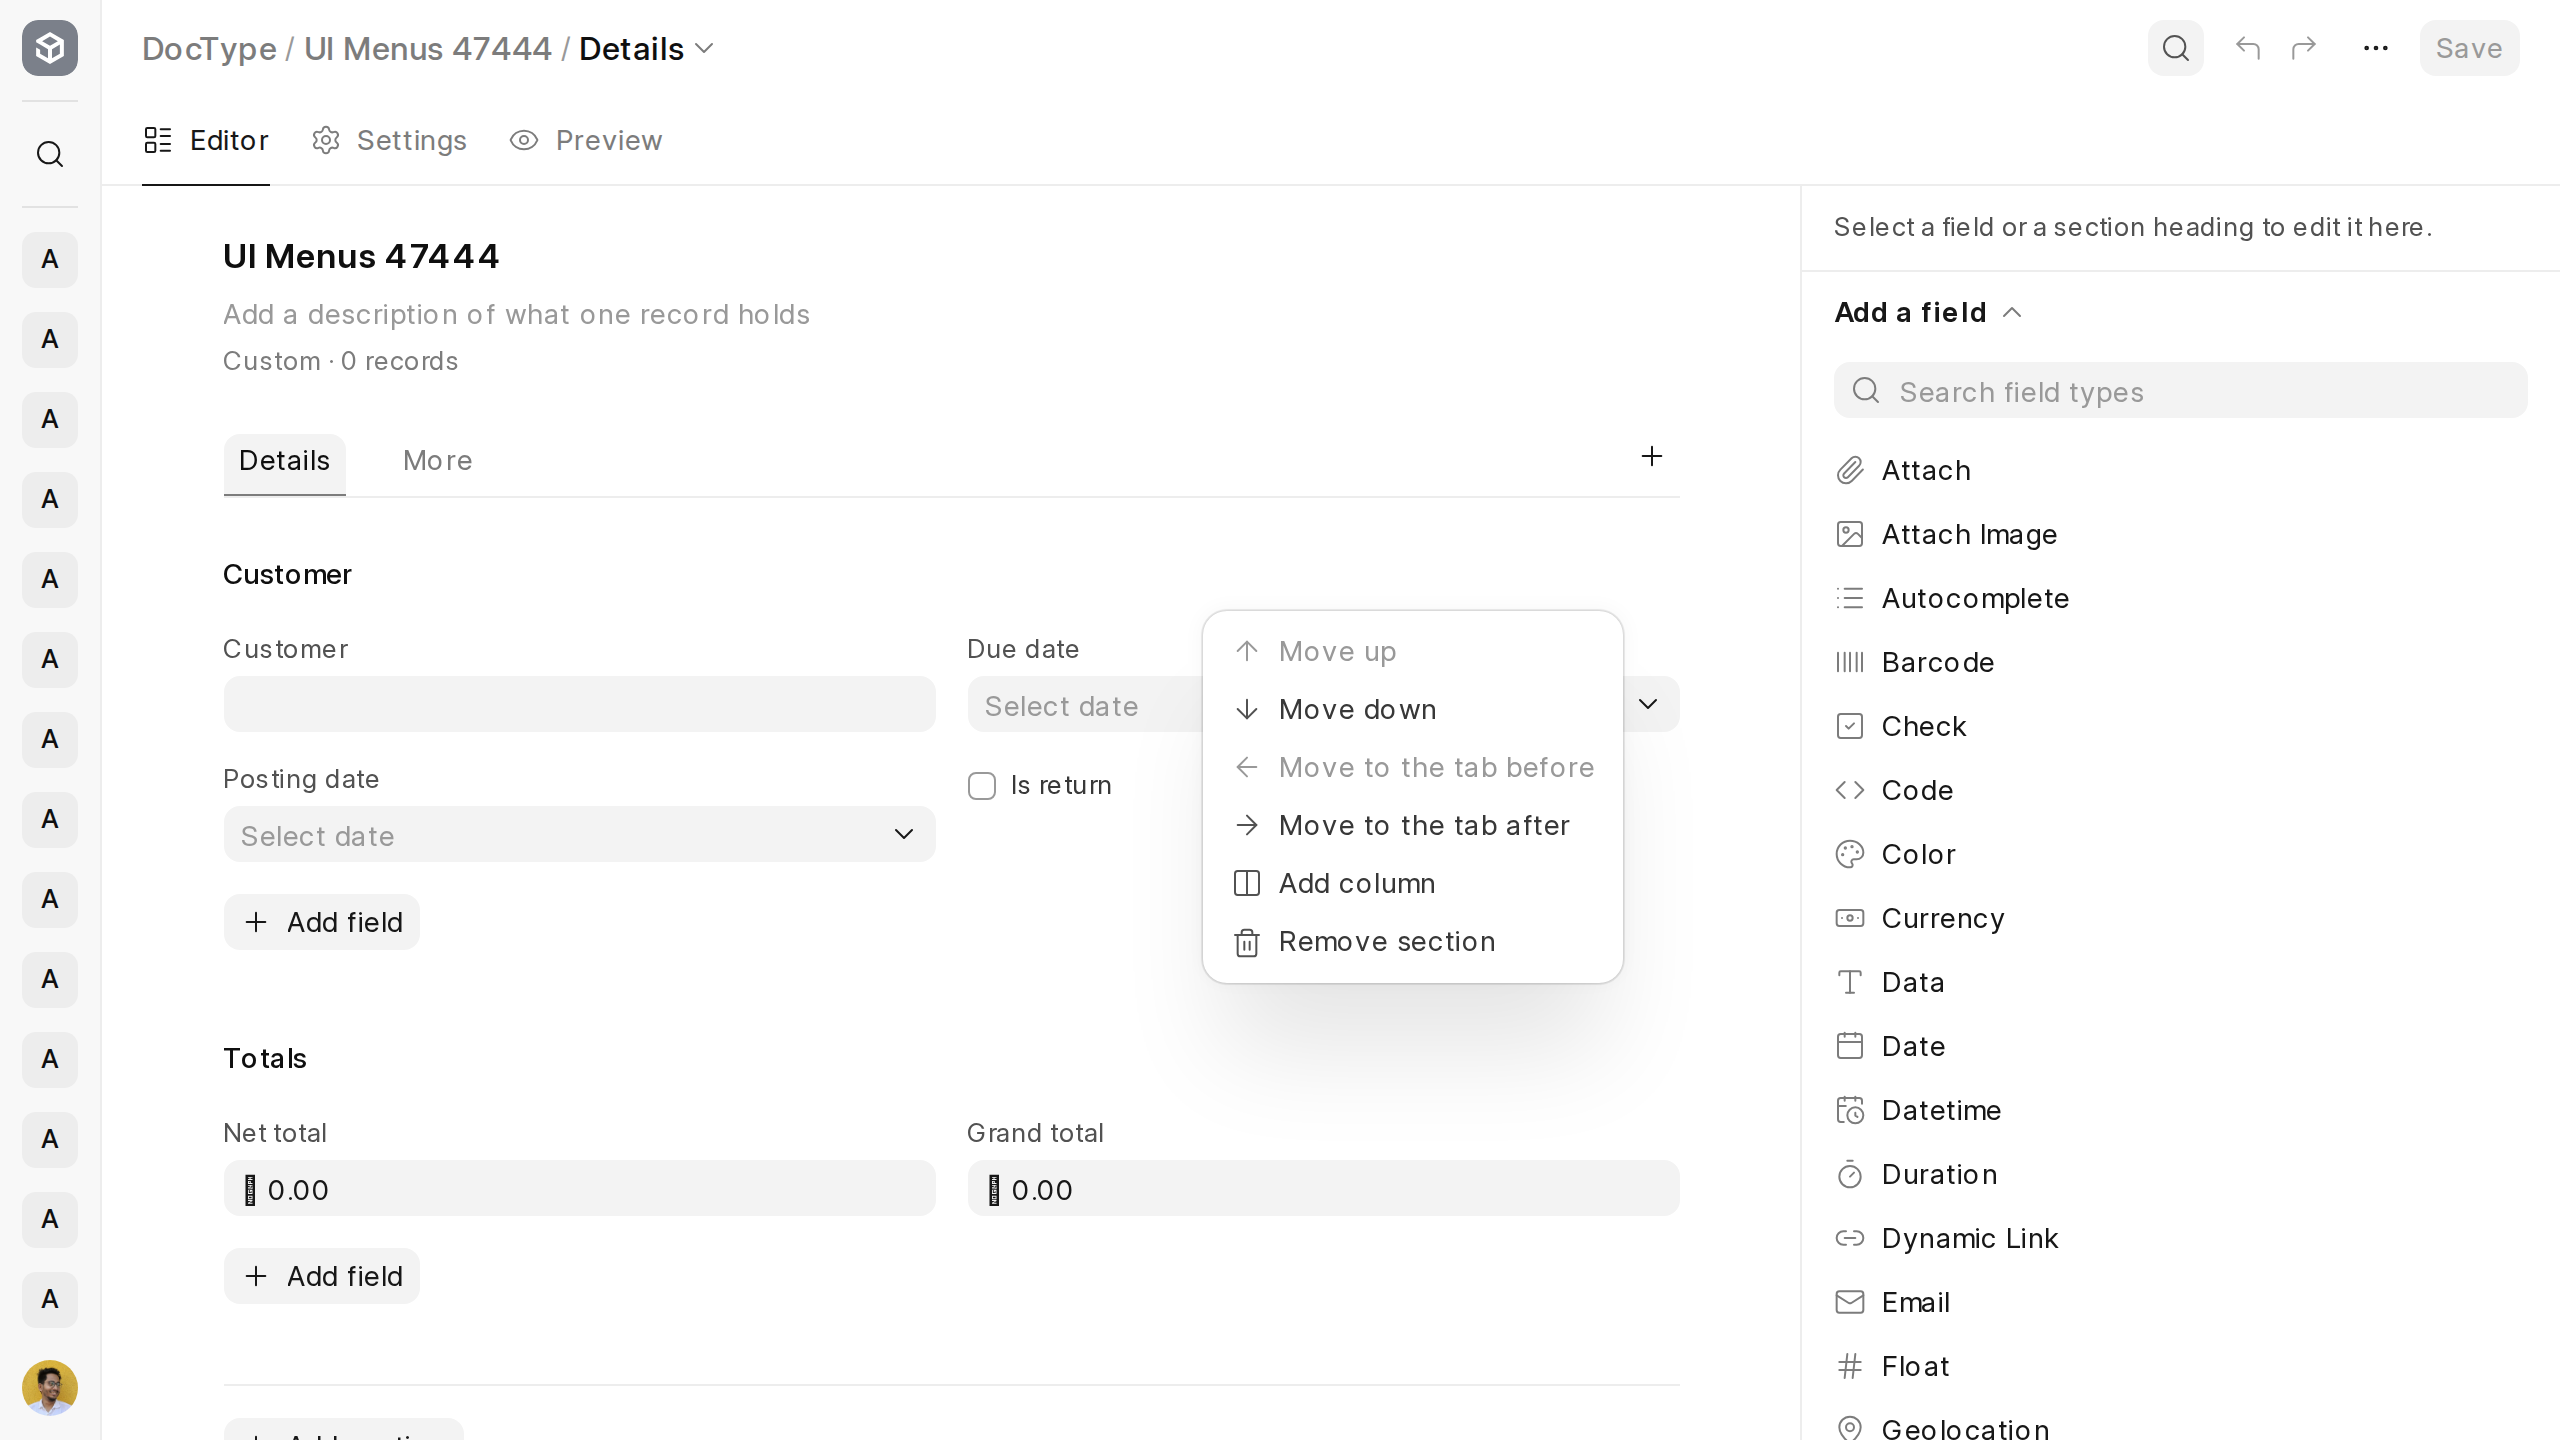 DocType / UI Menus 47444 / Details
Save
Editor
Settings
Preview
A
A
A
A
A
A
A
A
A
A
A
A
A
A
UI Menus 47444
Add a description of what one record holds
Custom · 0 records
Details
More
Customer
Customer
Due date
Select date
Posting date
Select date
Is return
Add field
Move up
Move down
Move to the tab before
Move to the tab after
Add column
Remove section
Totals
Net total
Grand total
0.00
0.00
Add field
Select a field or a section heading to edit it here.
Add a field
Search field types
Attach
Attach Image
Autocomplete
Barcode
Check
Code
Color
Currency
Data
Date
Datetime
Duration
Dynamic Link
Email
Float
Geolocation